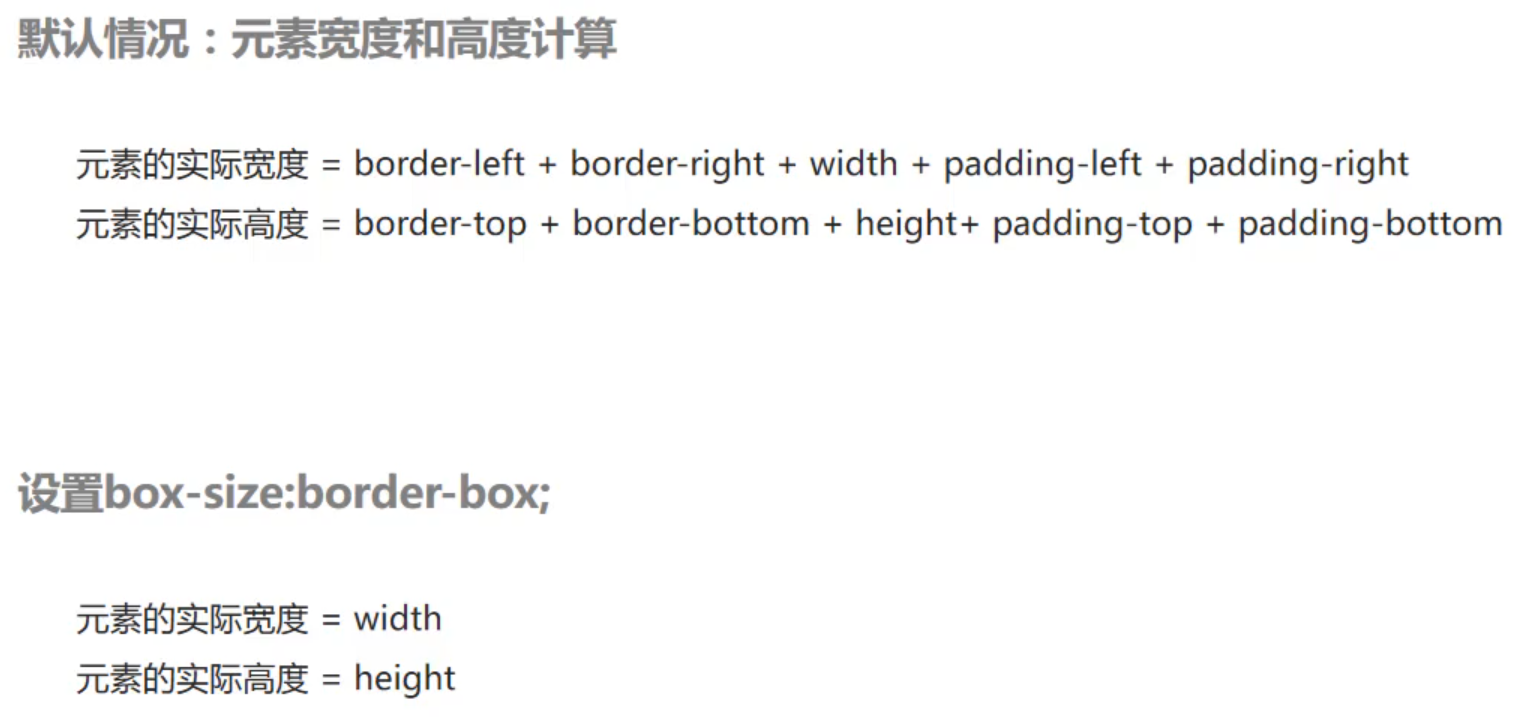 默认情况：元素宽度和高度计算
元素的实际宽度 = border-left + border-right + width + padding-left + padding-right
元素的实际高度 = border-top + border-bottom + height+ padding-top + padding-bottom
设置box-size:border-box;
元素的实际宽度 = width
元素的实际高度 = height